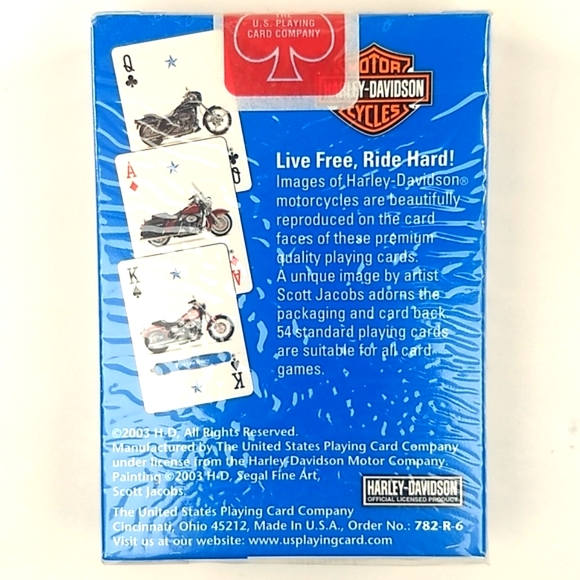 THE
U.S. PLAYING
CARD COMPANY
MOTOR
HARLEY-DAVIDSON
CYCLES
Q
Q
A
A
K
K
Live Free, Ride Hard!
Images of Harley-Davidson®
motorcycles are beautifully
reproduced on the card
faces of these premium
quality playing cards.
A unique image by artist
Scott Jacobs adorns the
packaging and card back.
54 standard playing cards
are suitable for all card
games.
©2003 H-D, All Rights Reserved.
Manufactured by The United States Playing Card Company
under license from the Harley-Davidson Motor Company.
Painting ©2003 H-D, Segal Fine Art,
Scott Jacobs.
HARLEY-DAVIDSON
OFFICIAL LICENSED PRODUCT
The United States Playing Card Company
Cincinnati, Ohio 45212, Made In U.S.A., Order No.: 782-R-6
Visit us at our website: www.usplayingcard.com